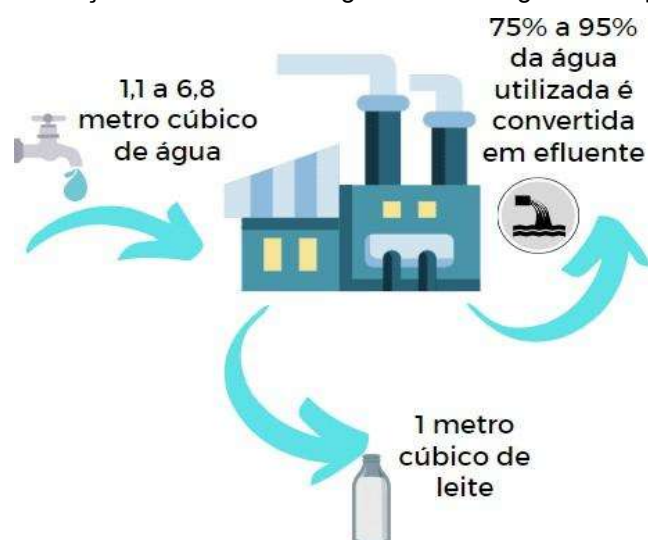 75% a 95%
da água
utilizada é
convertida
em efluente
1,1 a 6,8
metro cúbico
de água
1 metro
cúbico de
leite